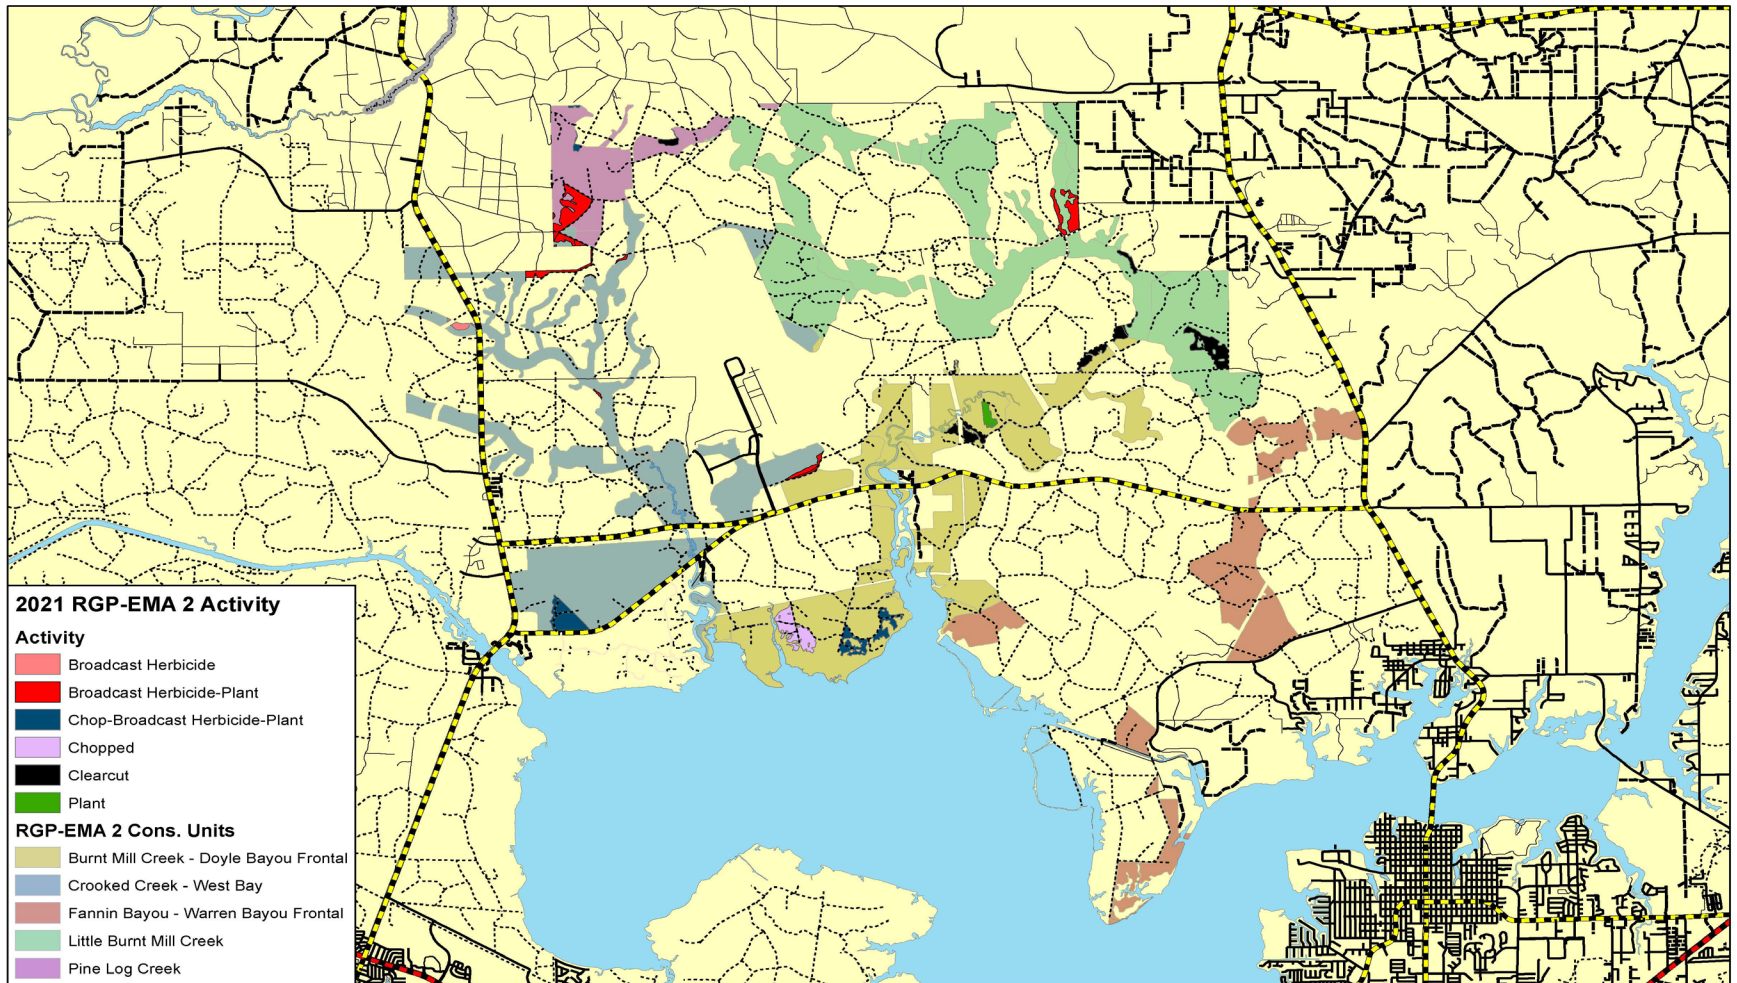 2021 RGP-EMA 2 Activity
Activity
Broadcast Herbicide
Broadcast Herbicide-Plant
Chop-Broadcast Herbicide-Plant
Chopped
Clearcut
Plant
RGP-EMA 2 Cons. Units
Burnt Mill Creek - Doyle Bayou Frontal
Crooked Creek - West Bay
Fannin Bayou - Warren Bayou Frontal
Little Burnt Mill Creek
Pine Log Creek